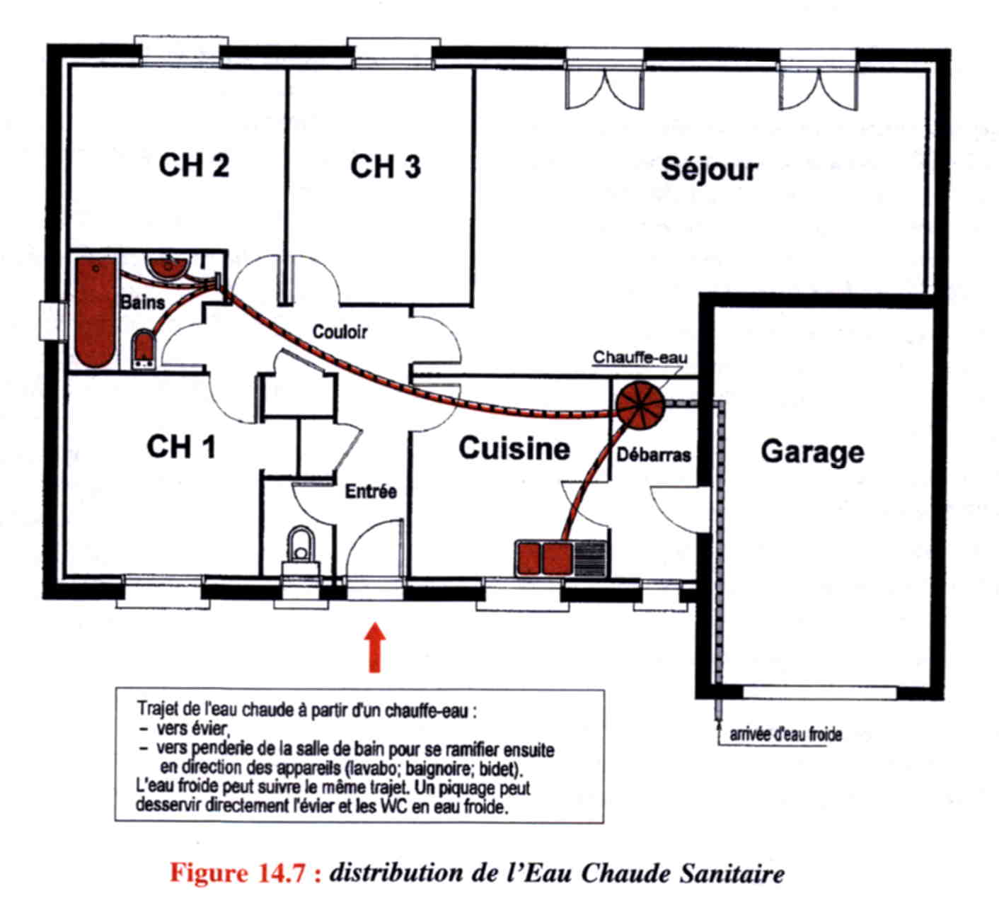 CH 2
CH 3
Séjour
Bains
Couloir
Chauffe-eau
CH 1
Cuisine
Débarras
Garage
Entrée
arrivée d'eau froide
Trajet de l'eau chaude à partir d'un chauffe-eau :
– vers évier,
– vers penderie de la salle de bain pour se ramifier ensuite
en direction des appareils (lavabo; baignoire; bidet).
L'eau froide peut suivre le même trajet. Un piquage peut
desservir directement l'évier et les WC en eau froide.
Figure 14.7 : distribution de l'Eau Chaude Sanitaire